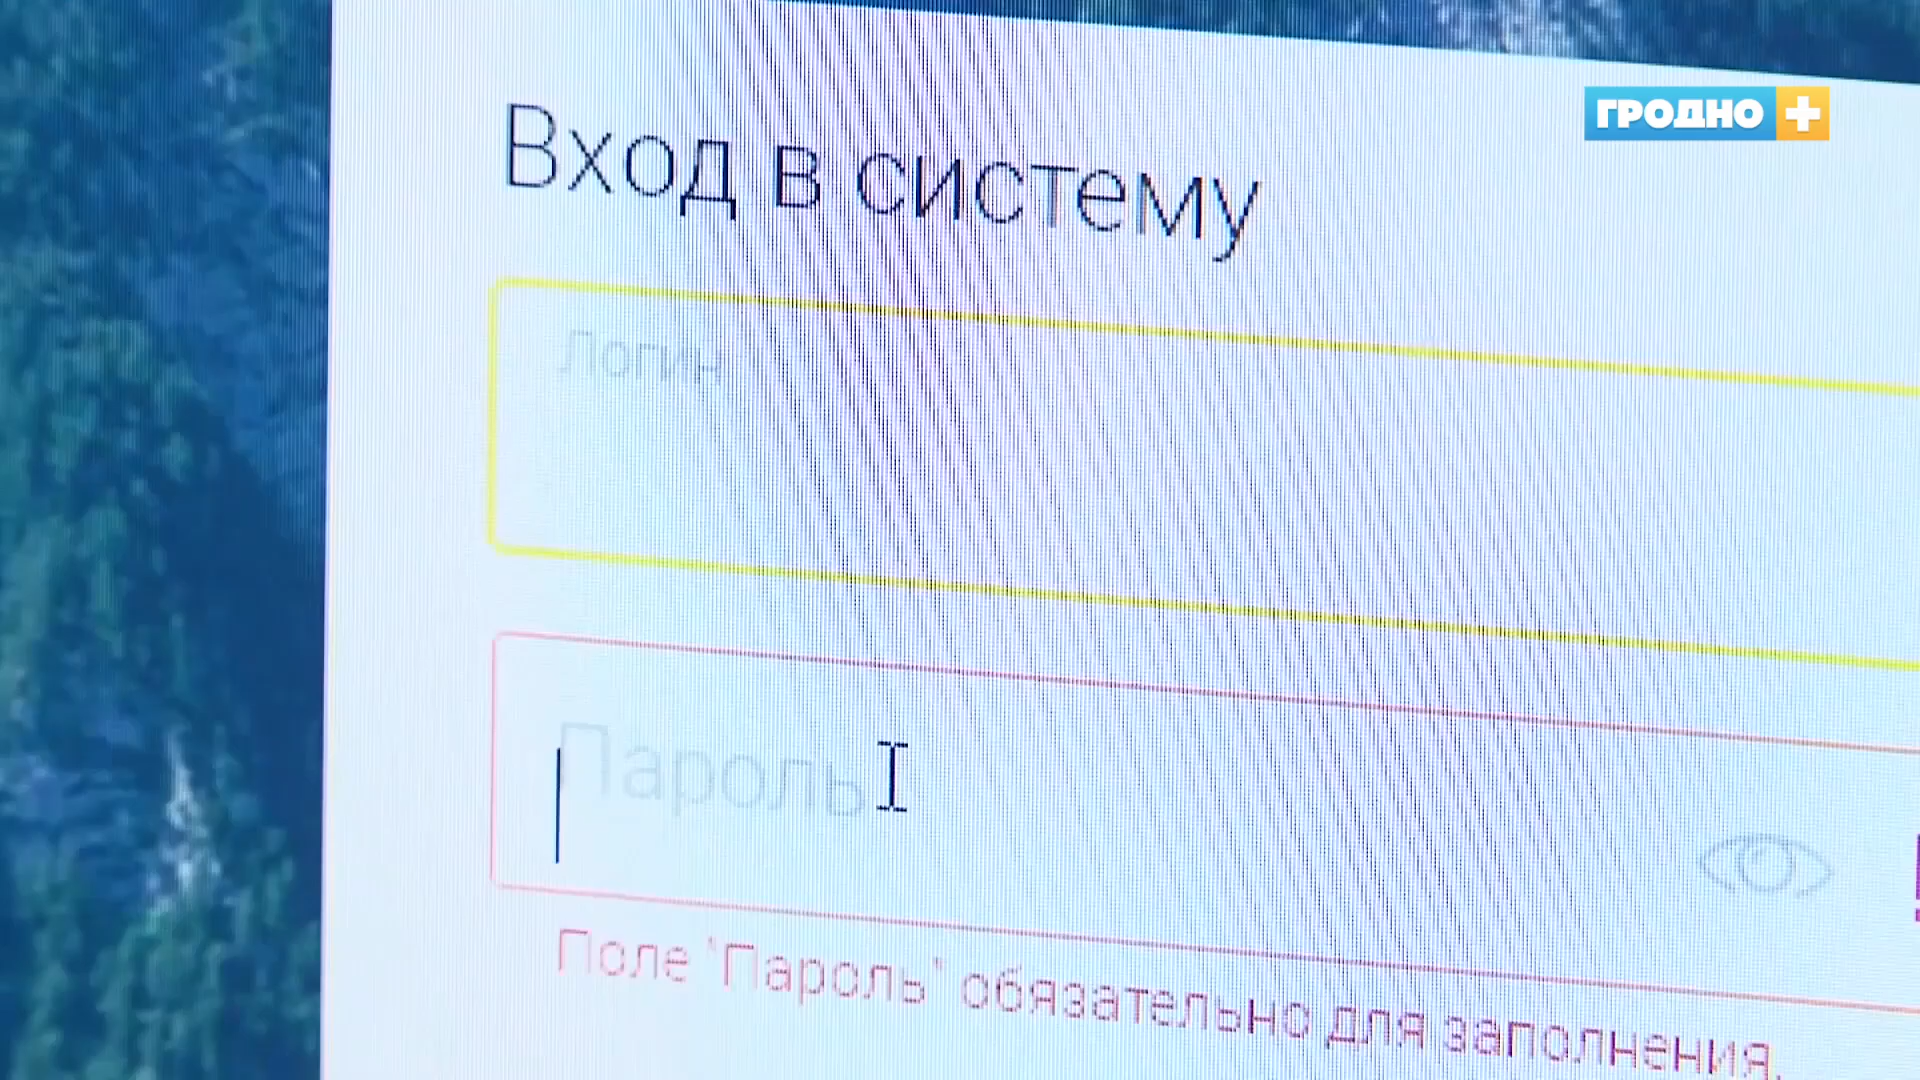 ГРОДНО +
Вход в систему
Логин
Пароль
Поле "Пароль" обязательно для заполнения.